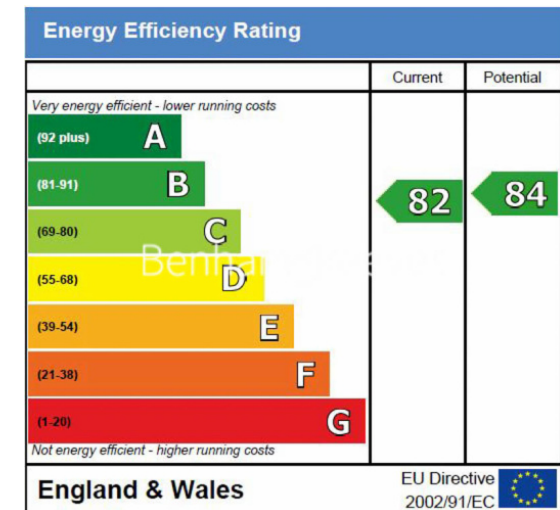 Energy Efficiency Rating
Current Potential
Very energy efficient - lower running costs
(92 plus) A
(81-91) B
82 84
(69-80) C
(55-68) D
(39-54) E
(21-38) F
(1-20) G
Not energy efficient - higher running costs
England & Wales
EU Directive
2002/91/EC